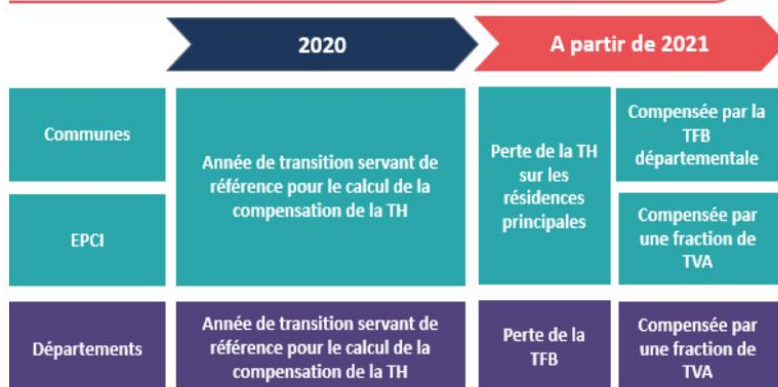 2020
A partir de 2021
Communes
Année de transition servant de
référence pour le calcul de la
compensation de la TH
Perte de la TH
sur les
résidences
principales
Compensée par la
TFB
départementale
EPCI
Compensée par
une fraction de
TVA
Départements
Année de transition servant de
référence pour le calcul de la
compensation de la TH
Perte de la
TFB
Compensée par
une fraction de
TVA